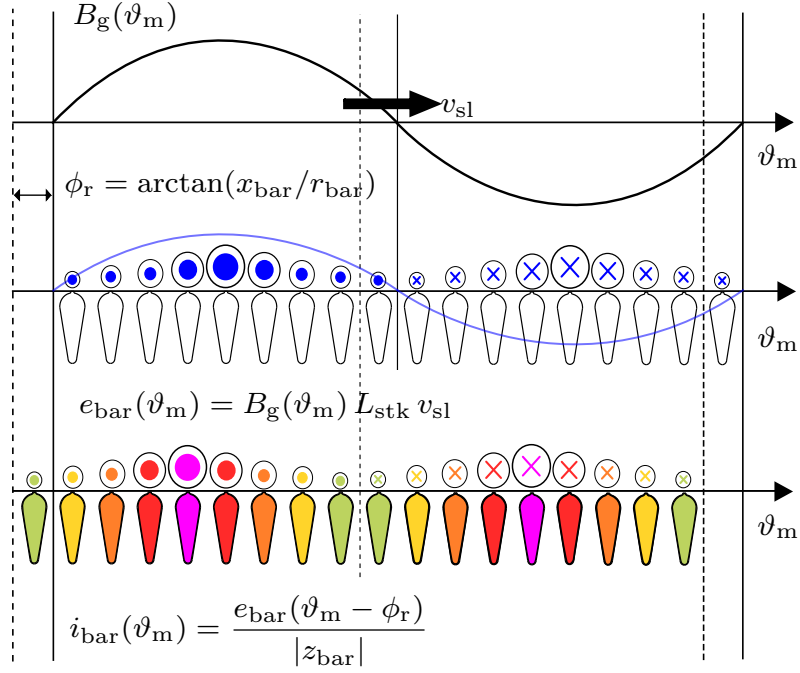 B_g(ϑ_m)
v_sl
ϑ_m
ϕ_r = arctan(x_bar/r_bar)
ϑ_m
e_bar(ϑ_m) = B_g(ϑ_m) L_stk v_sl
ϑ_m
i_bar(ϑ_m) = e_bar(ϑ_m − ϕ_r) / |z_bar|